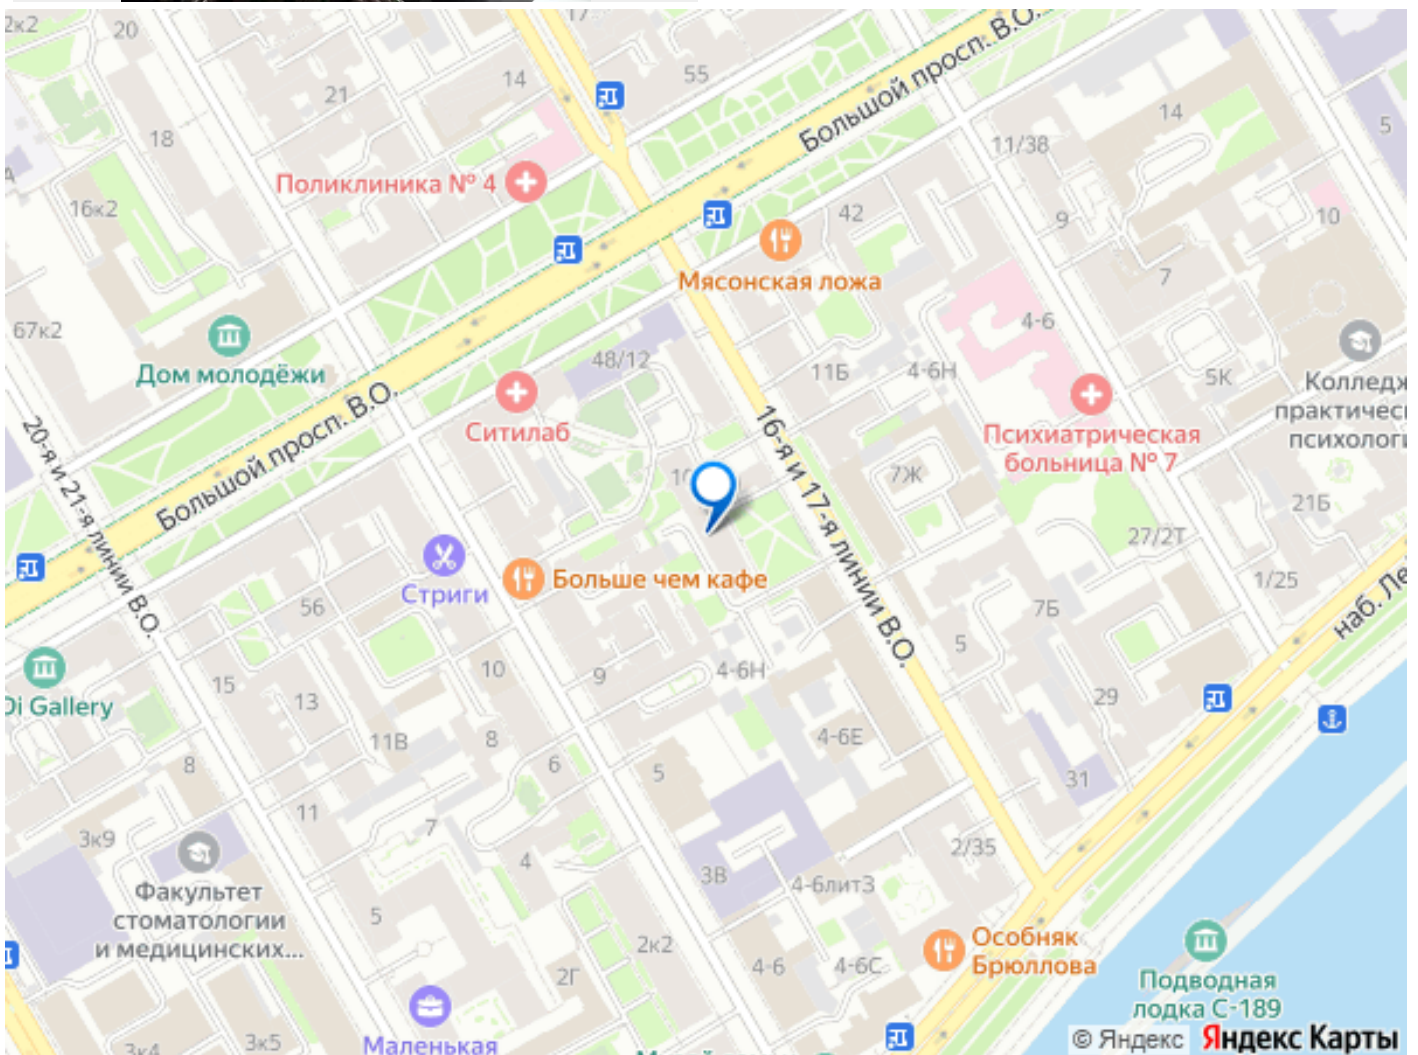 2к2
20
17
14
55
Большой просп. В.О.
21
14
5
18
11/38
Поликлиника № 4
16к2
42
9
10
Мясонская ложа
7
67к2
4-6
Дом молодёжи
48/12
11Б
4-6Н
5К
Колледж
практичес
психологи
Ситилаб
Большой просп. В.О.
16-я и 17-я линии В.О.
Психиатрическая
больница № 7
20-я и 21-я линии В.О.
7Ж
21Б
27/2Т
Стриги
Больше чем кафе
1/25
56
7Б
наб. Ле
5
Di Gallery
15
10
9
4-6Н
13
29
11В
8
4-6Е
8
6
5
31
11
7
3к9
4
2/35
3В
4-6лит3
Факультет
стоматологии
и медицинских...
5
2к2
4-6
4-6С
Особняк
Брюллова
2Г
Подводная
лодка С-189
3к4
3к5
Маленькая
© Яндекс Яндекс Карты